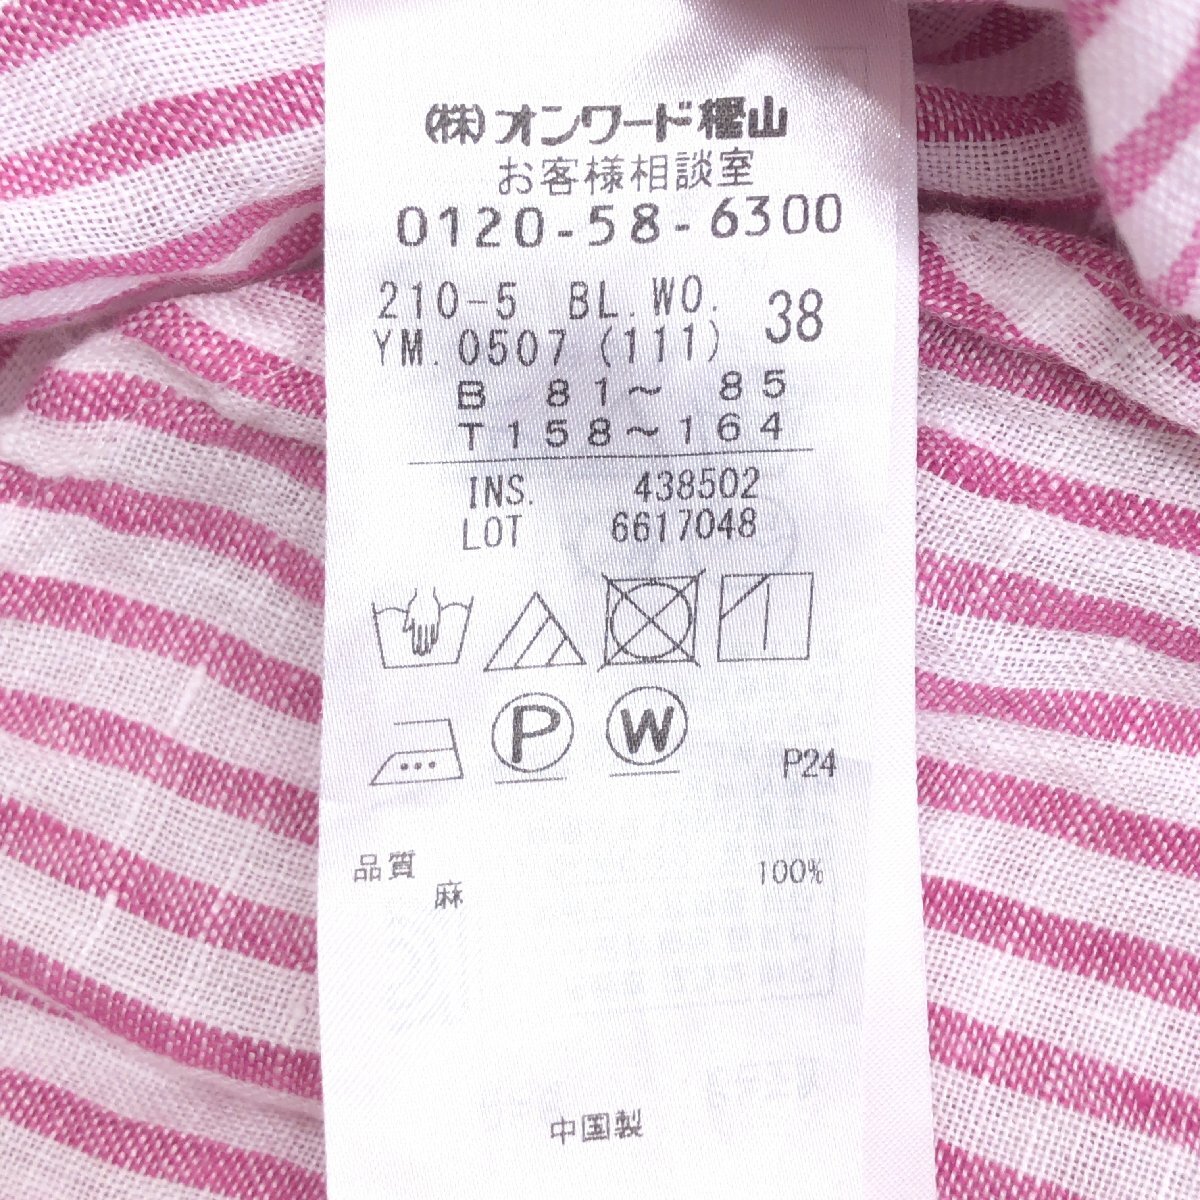 (株)オンワード樫山
お客様相談室
0120-58-6300
210-5 BL.WO. 38
YM.0507 (111)
B 81～ 85
T158～164
INS. 438502
LOT 6617048
P W
P24
品質
麻 100%
中国製